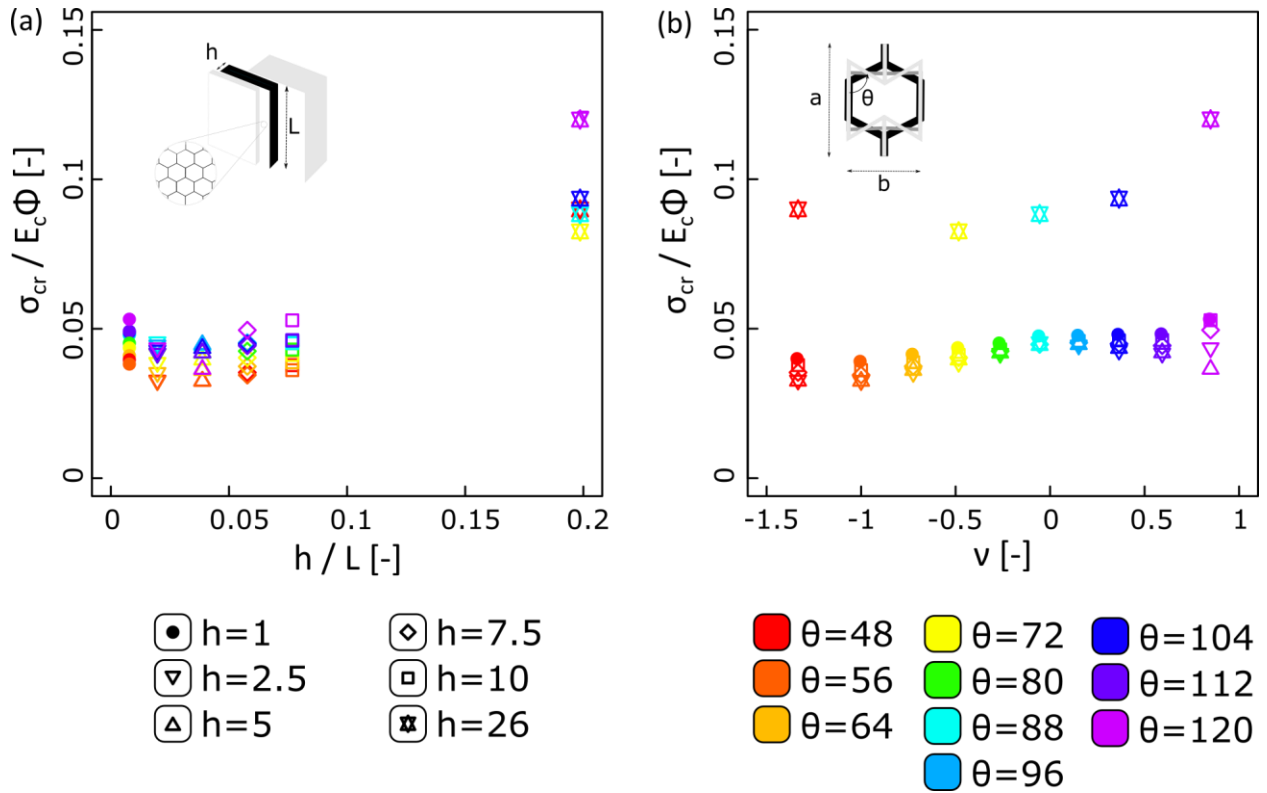 (a)
h
L
0 0.05 0.1 0.15
σcr / EcΦ [-]
0 0.05 0.1 0.15 0.2
h / L [-]
(b)
a
θ
b
0 0.05 0.1 0.15
σcr / EcΦ [-]
-1.5 -1 -0.5 0 0.5 1
ν [-]
h=1 h=7.5
h=2.5 h=10
h=5 h=26
θ=48 θ=72 θ=104
θ=56 θ=80 θ=112
θ=64 θ=88 θ=120
θ=96